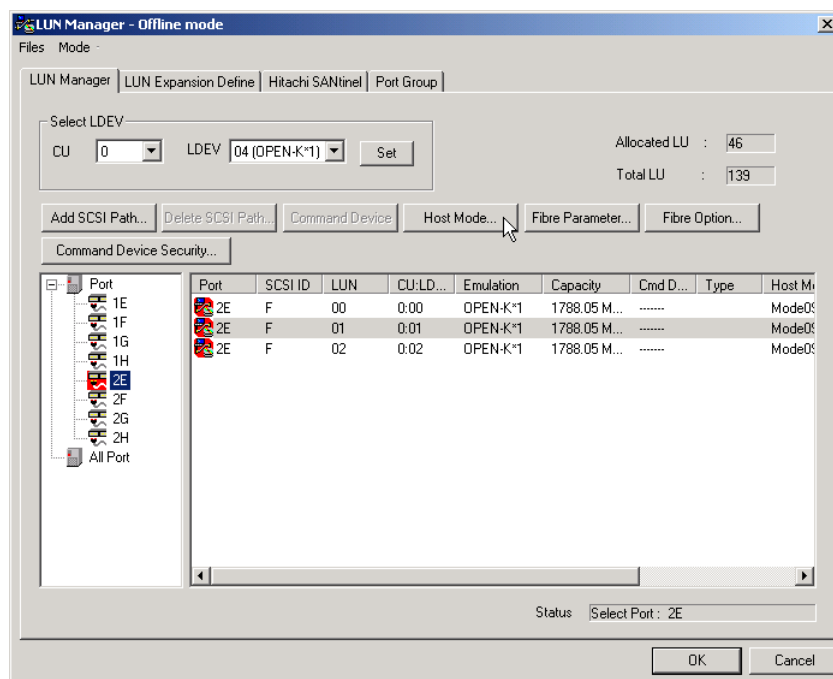 LUN Manager - Offline mode
Files Mode
LUN Manager LUN Expansion Define Hitachi SANtinel Port Group
Select LDEV
CU 0 LDEV 04 (OPEN-K*1) Set
Allocated LU : 46
Total LU : 139
Add SCSI Path... Delete SCSI Path... Command Device Host Mode... Fibre Parameter... Fibre Option...
Command Device Security...
Port
1E
1F
1G
1H
2E
2F
2G
2H
All Port
Port SCSI ID LUN CU:LD... Emulation Capacity Cmd D... Type Host M
2E F 00 0:00 OPEN-K*1 1788.05 M... ------- Mode09
2E F 01 0:01 OPEN-K*1 1788.05 M... ------- Mode09
2E F 02 0:02 OPEN-K*1 1788.05 M... ------- Mode09
Status Select Port : 2E
OK Cancel